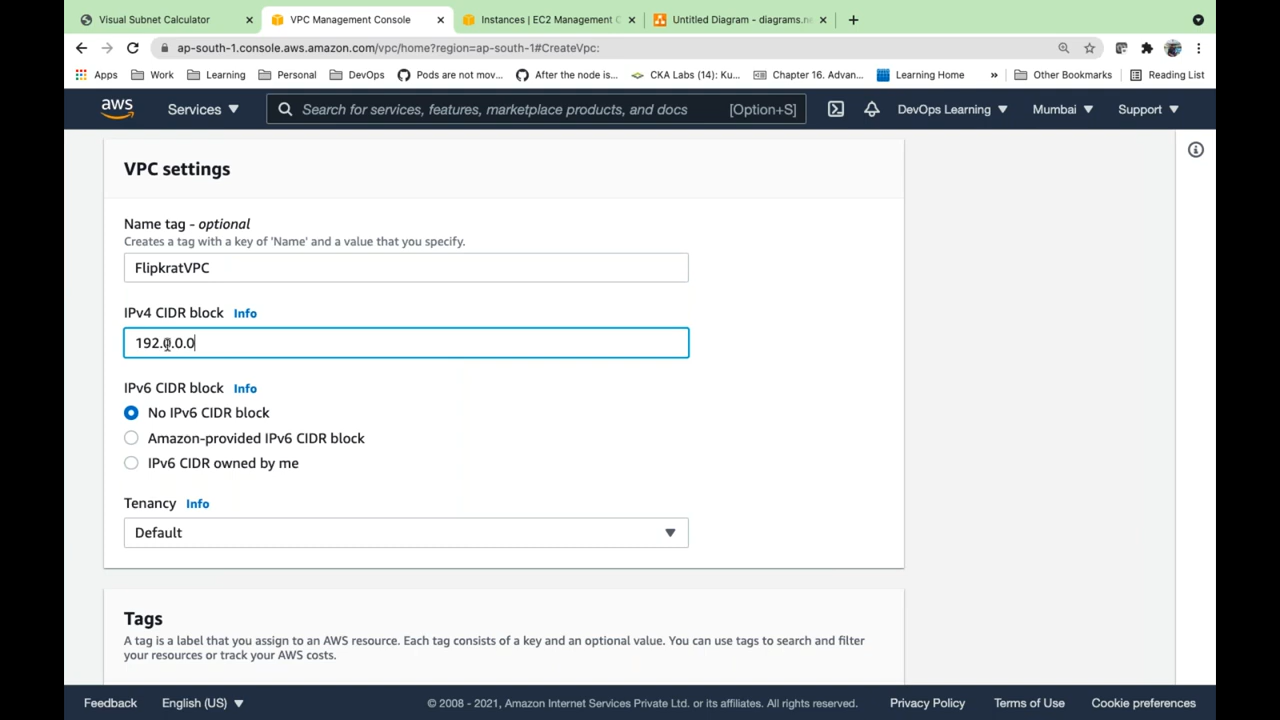 Visual Subnet Calculator
VPC Management Console
Instances | EC2 Management C
Untitled Diagram - diagrams.ne
ap-south-1.console.aws.amazon.com/vpc/home?region=ap-south-1#CreateVpc:
Apps Work Learning Personal DevOps Pods are not mov... After the node is... CKA Labs (14): Ku... Chapter 16. Advan... Learning Home » Other Bookmarks Reading List
aws Services Search for services, features, marketplace products, and docs [Option+S] DevOps Learning Mumbai Support
VPC settings
Name tag - optional
Creates a tag with a key of 'Name' and a value that you specify.
FlipkratVPC
IPv4 CIDR block Info
192.0.0.0
IPv6 CIDR block Info
No IPv6 CIDR block
Amazon-provided IPv6 CIDR block
IPv6 CIDR owned by me
Tenancy Info
Default
Tags
A tag is a label that you assign to an AWS resource. Each tag consists of a key and an optional value. You can use tags to search and filter
your resources or track your AWS costs.
Feedback English (US) © 2008 - 2021, Amazon Internet Services Private Ltd. or its affiliates. All rights reserved. Privacy Policy Terms of Use Cookie preferences